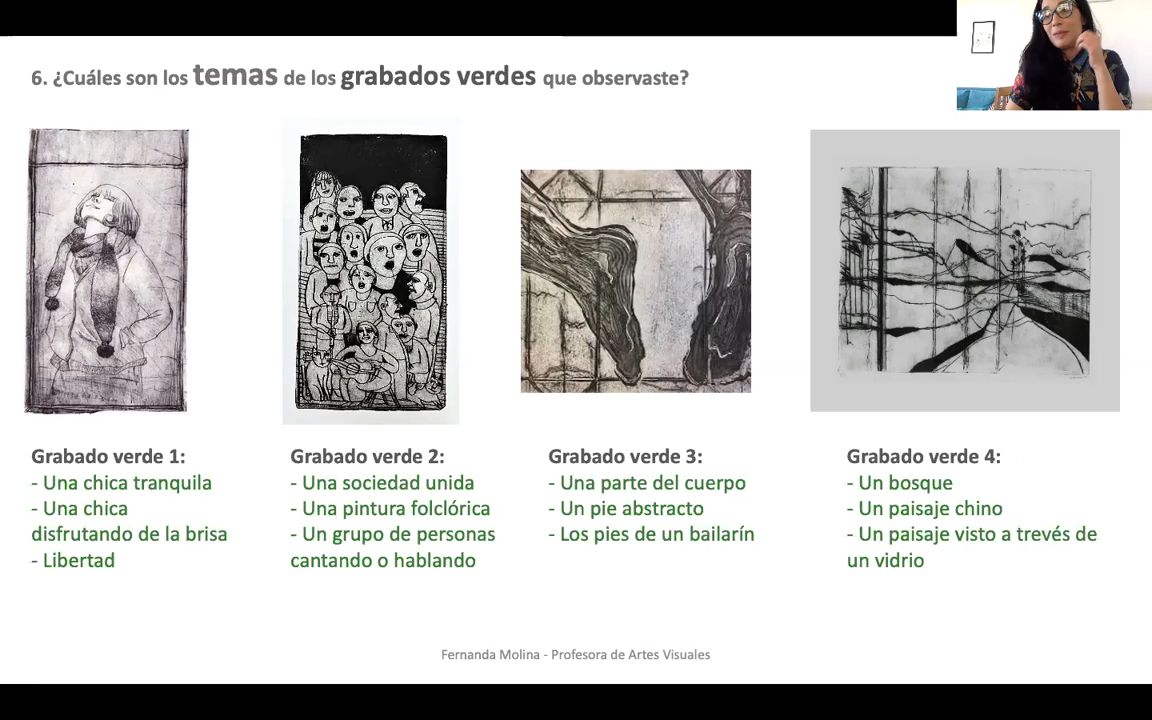 6. ¿Cuáles son los temas de los grabados verdes que observaste?
Grabado verde 1:
- Una chica tranquila
- Una chica
disfrutando de la brisa
- Libertad
Grabado verde 2:
- Una sociedad unida
- Una pintura folclórica
- Un grupo de personas
cantando o hablando
Grabado verde 3:
- Una parte del cuerpo
- Un pie abstracto
- Los pies de un bailarín
Grabado verde 4:
- Un bosque
- Un paisaje chino
- Un paisaje visto a trevés de
un vidrio
Fernanda Molina - Profesora de Artes Visuales